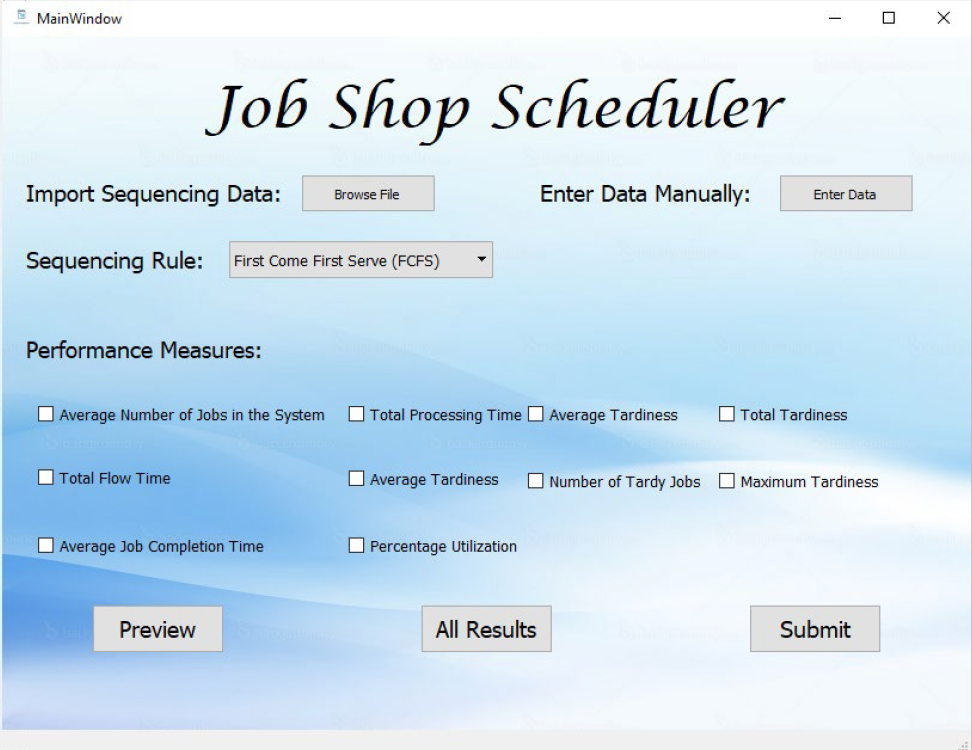 MainWindow
Job Shop Scheduler
Import Sequencing Data: Browse File Enter Data Manually: Enter Data
Sequencing Rule: First Come First Serve (FCFS)
Performance Measures:
Average Number of Jobs in the System Total Processing Time Average Tardiness Total Tardiness
Total Flow Time Average Tardiness Number of Tardy Jobs Maximum Tardiness
Average Job Completion Time Percentage Utilization
Preview All Results Submit